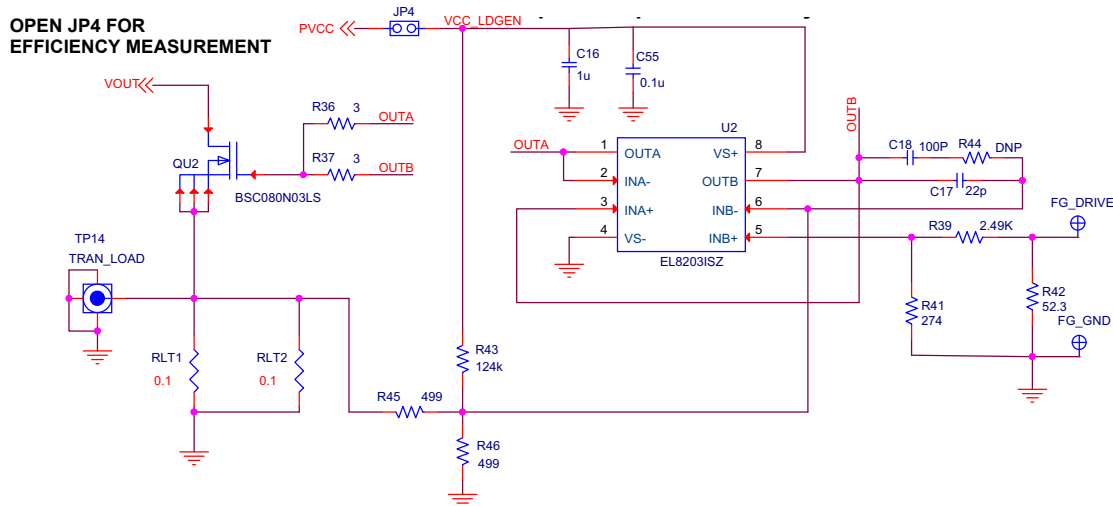 OPEN JP4 FOR
EFFICIENCY MEASUREMENT
JP4
PVCC
VCC_LDGEN
C16
1u
C55
0.1u
VOUT
R36 3
OUTA
R37 3
OUTB
QU2
BSC080N03LS
U2
OUTA
1 OUTA
2 INA-
3 INA+
4 VS-
VS+ 8
OUTB 7
INB- 6
INB+ 5
EL8203ISZ
OUTB
C18 100P
R44
DNP
C17 22p
FG_DRIVE
R39 2.49K
R41
274
R42
52.3
FG_GND
TP14
TRAN_LOAD
RLT1
0.1
RLT2
0.1
R43
124k
R45 499
R46
499